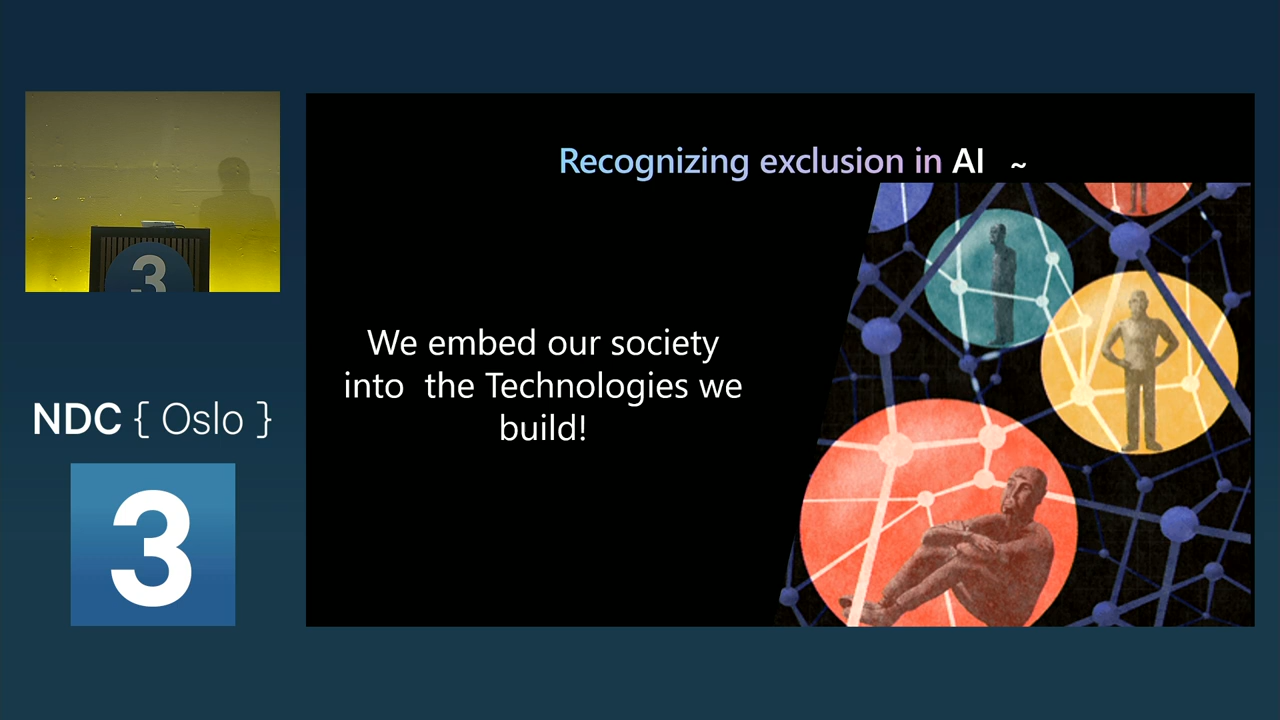 Recognizing exclusion in AI ~
We embed our society
into the Technologies we
build!
3
NDC { Oslo }
3